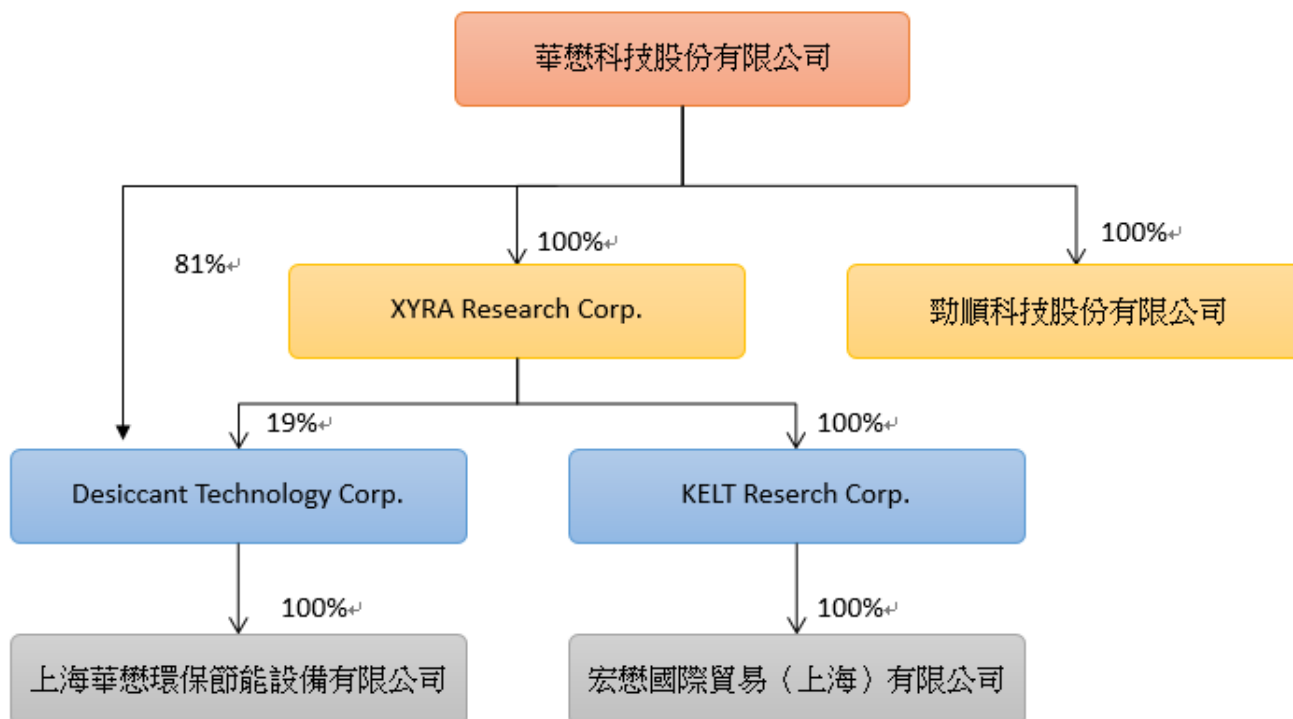 華懋科技股份有限公司
81%↵
100%↵
100%↵
XYRA Research Corp.
勁順科技股份有限公司
19%↵
100%↵
Desiccant Technology Corp.
KELT Reserch Corp.
100%↵
100%↵
上海華懋環保節能設備有限公司
宏懋國際貿易（上海）有限公司